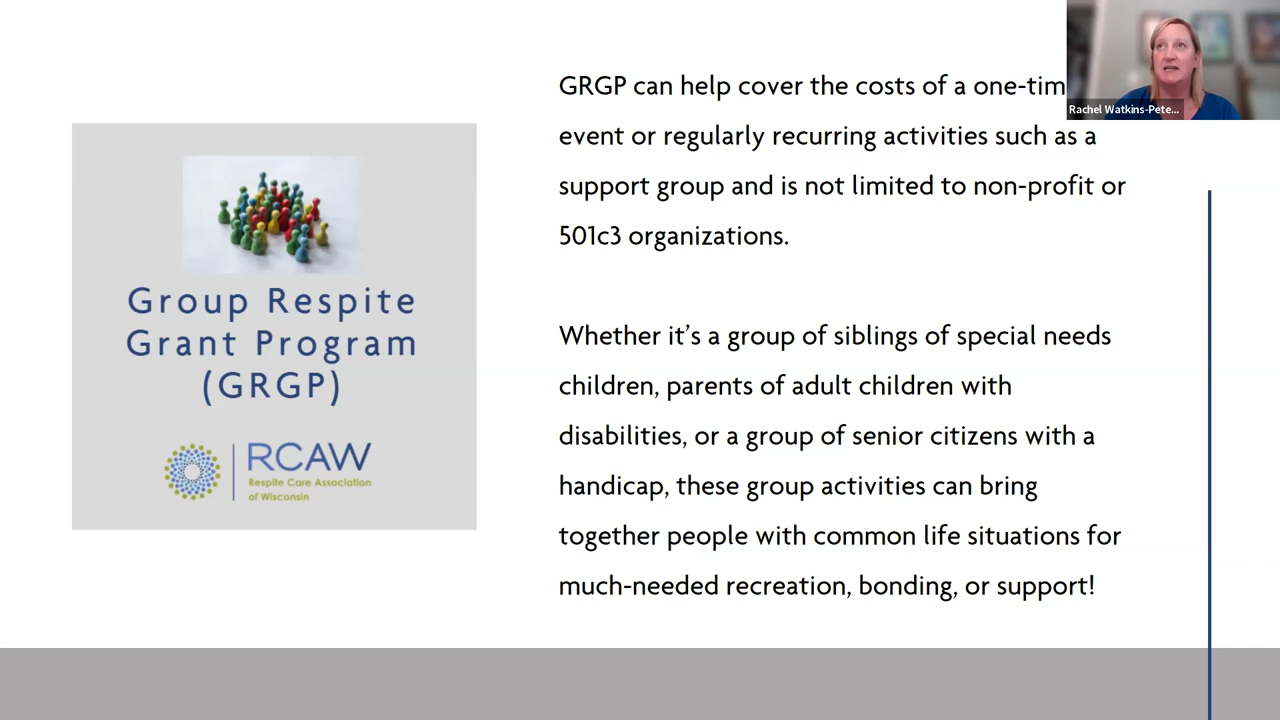 GRGP can help cover the costs of a one-tim
event or regularly recurring activities such as a
support group and is not limited to non-profit or
501c3 organizations.
Whether it's a group of siblings of special needs
children, parents of adult children with
disabilities, or a group of senior citizens with a
handicap, these group activities can bring
together people with common life situations for
much-needed recreation, bonding, or support!
Group Respite
Grant Program
(GRGP)
RCAW
Respite Care Association
of Wisconsin
Rachel Watkins-Pete...